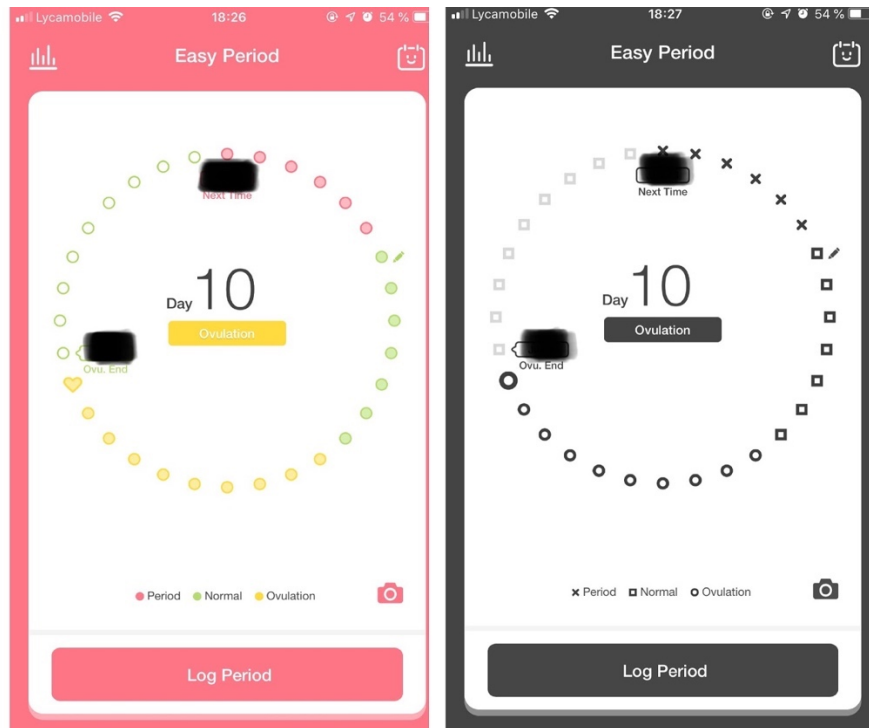 Lycamobile 18:26 54 %
Easy Period
Next Time
Day 10
Ovulation
Ovu. End
Period Normal Ovulation
Log Period
Lycamobile 18:27 54 %
Easy Period
Next Time
Day 10
Ovulation
Ovu. End
Period Normal Ovulation
Log Period